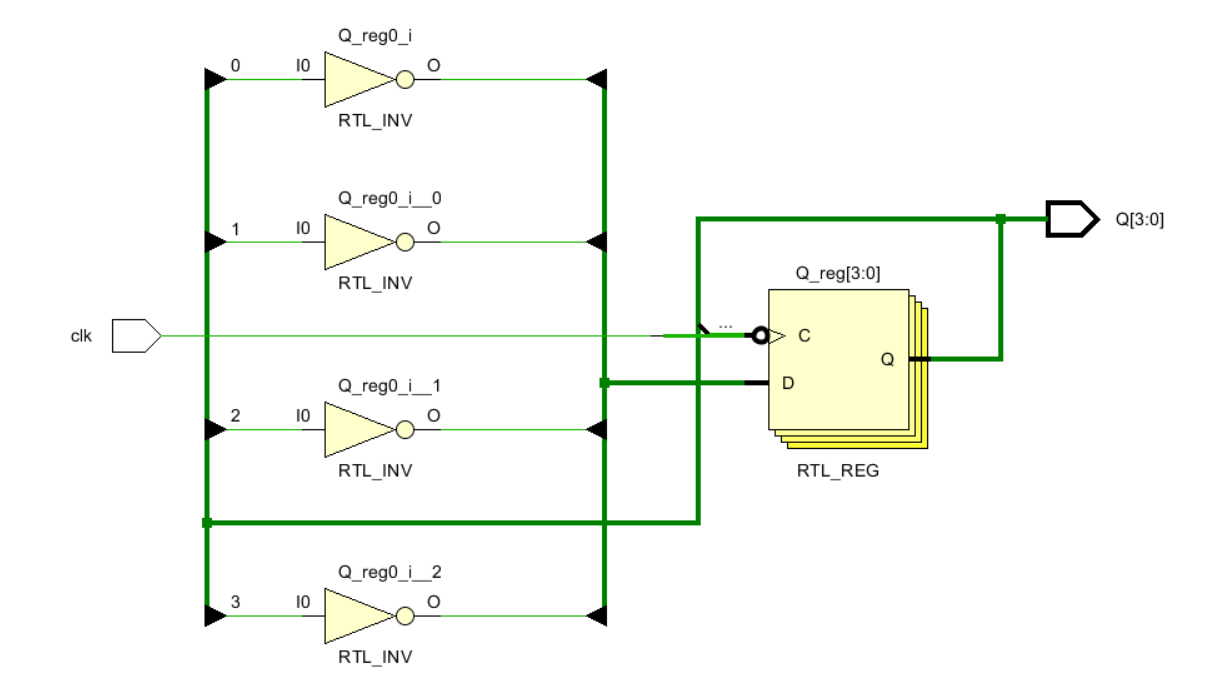 Q_reg0_i
0 I0 O
RTL_INV
Q_reg0_i__0
1 I0 O
RTL_INV
Q[3:0]
Q_reg[3:0]
clk
...
C
Q
D
Q_reg0_i__1
2 I0 O
RTL_INV
RTL_REG
Q_reg0_i__2
3 I0 O
RTL_INV